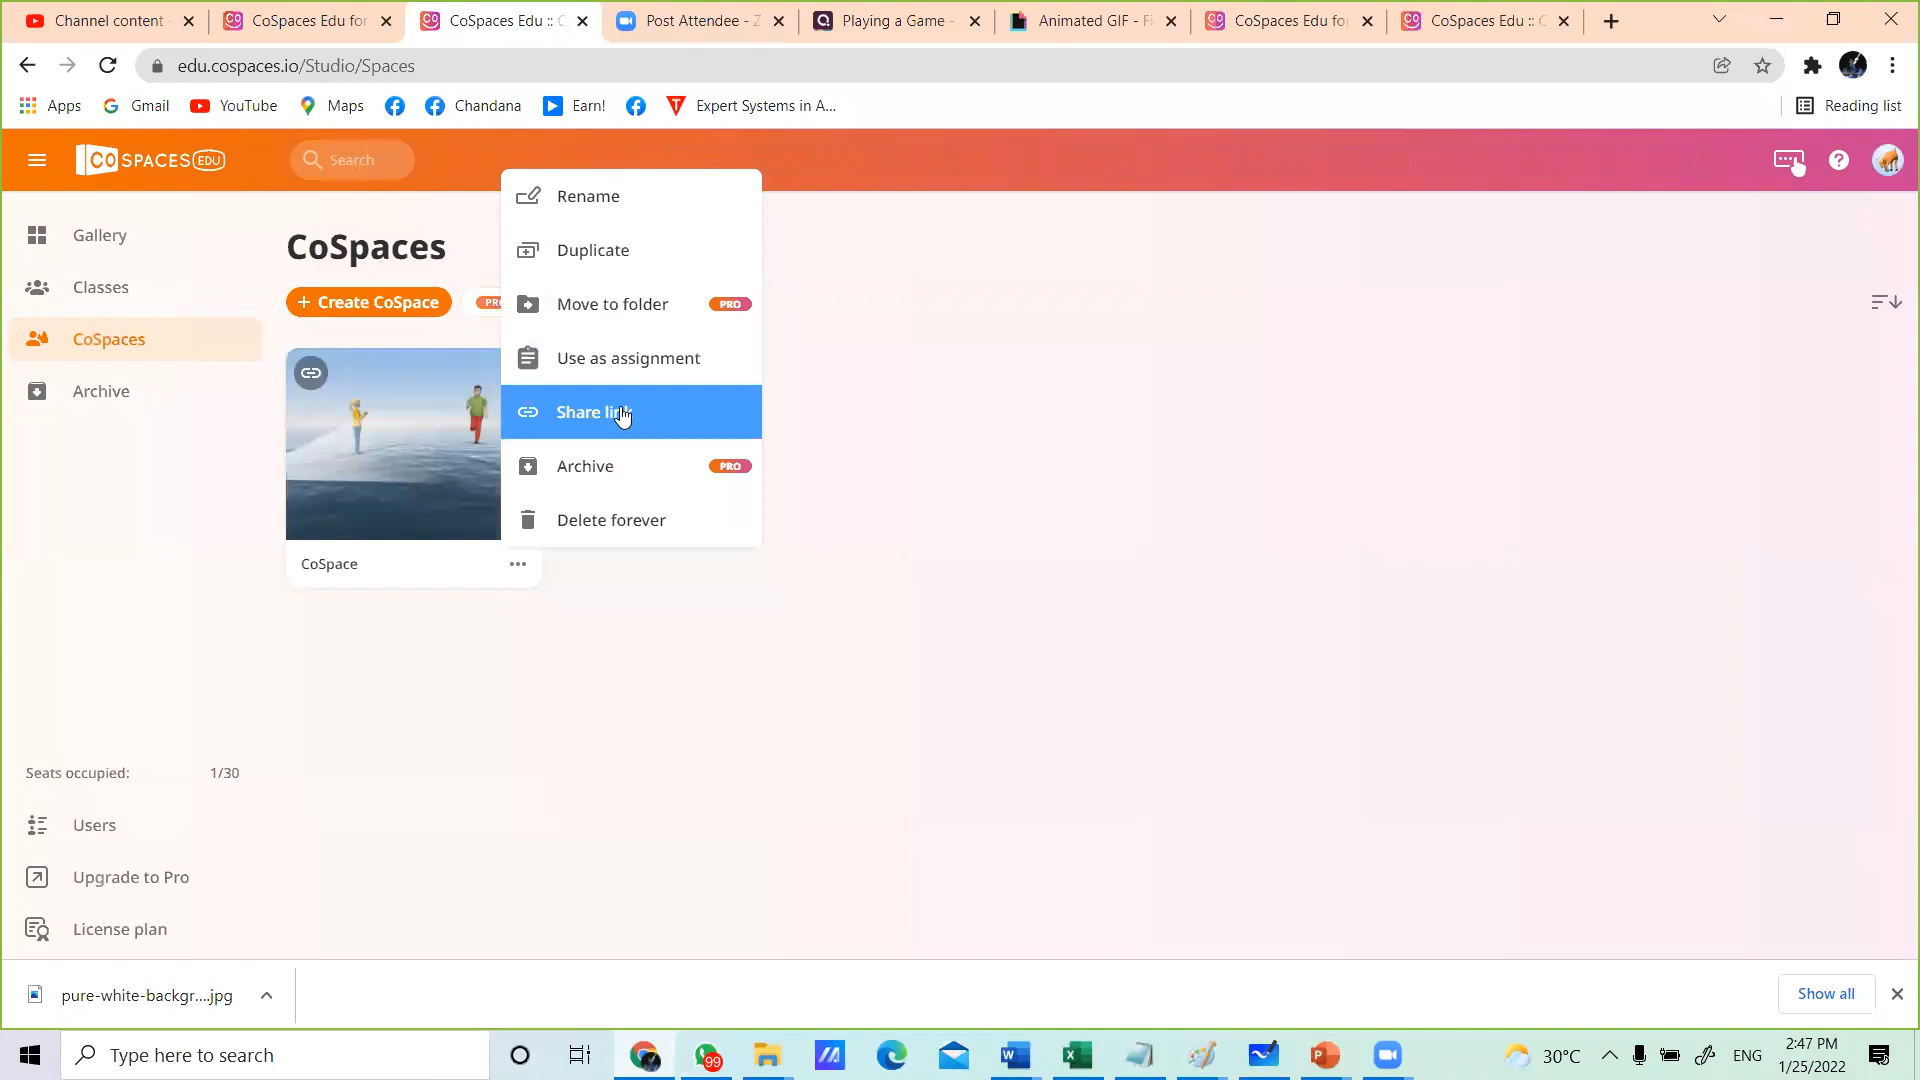 Channel content
CoSpaces Edu for
CoSpaces Edu :: C
Post Attendee - Z
Playing a Game -
Animated GIF - Fi
CoSpaces Edu fo
CoSpaces Edu :: C
edu.cospaces.io/Studio/Spaces
Apps
Gmail
YouTube
Maps
Chandana
Earn!
Expert Systems in A...
Reading list
CO SPACES EDU
Search
Gallery
Classes
CoSpaces
Archive
CoSpaces
+ Create CoSpace
PR
Rename
Duplicate
Move to folder PRO
Use as assignment
Share link
Archive PRO
Delete forever
CoSpace
Seats occupied: 1/30
Users
Upgrade to Pro
License plan
pure-white-backgr....jpg
Show all
Type here to search
99
30°C
ENG
2:47 PM
1/25/2022